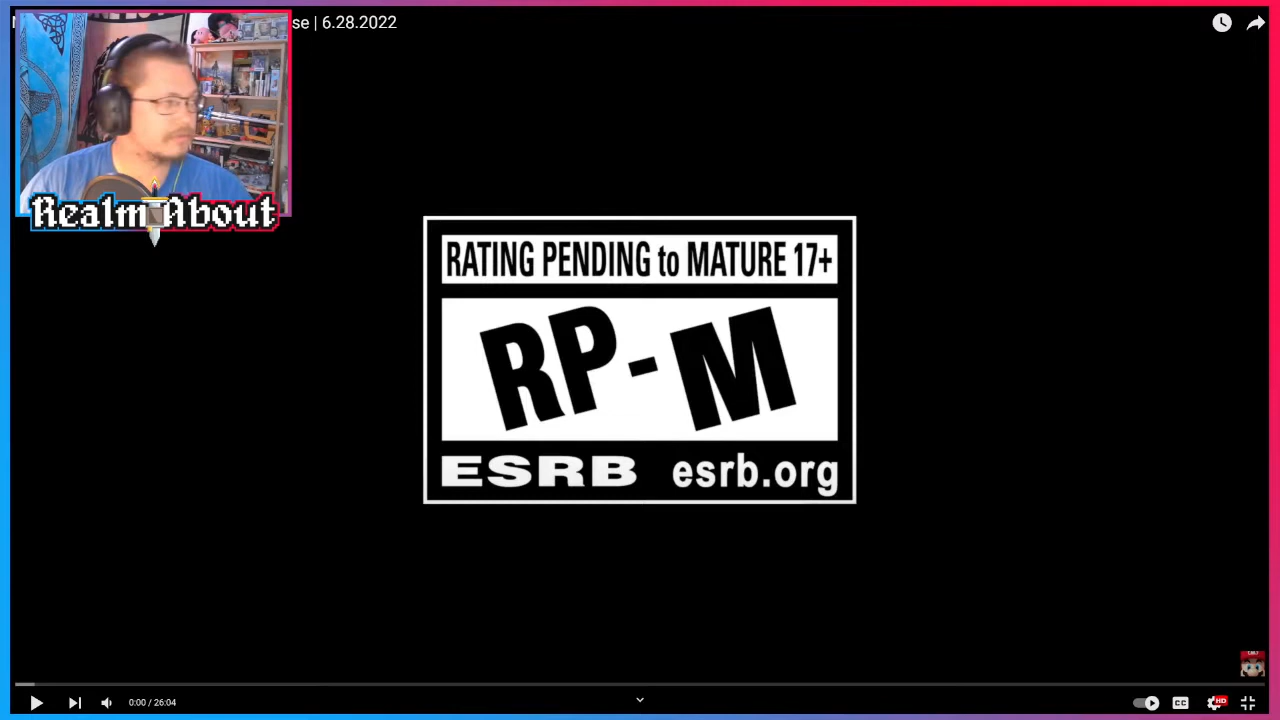 se | 6.28.2022
Realm About
RATING PENDING to MATURE 17+
RP-M
ESRB esrb.org
0:00 / 26:04
HD